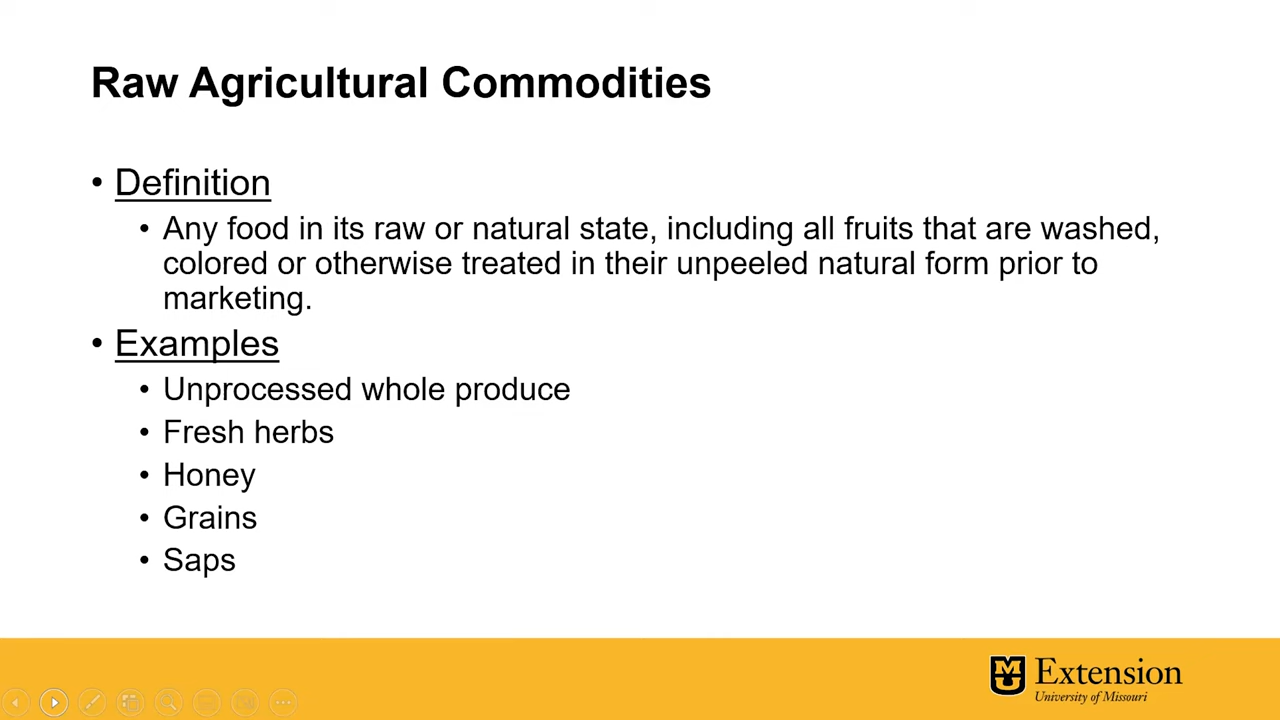 Raw Agricultural Commodities
• Definition
• Any food in its raw or natural state, including all fruits that are washed,
colored or otherwise treated in their unpeeled natural form prior to
marketing.
• Examples
• Unprocessed whole produce
• Fresh herbs
• Honey
• Grains
• Saps
MU Extension
University of Missouri